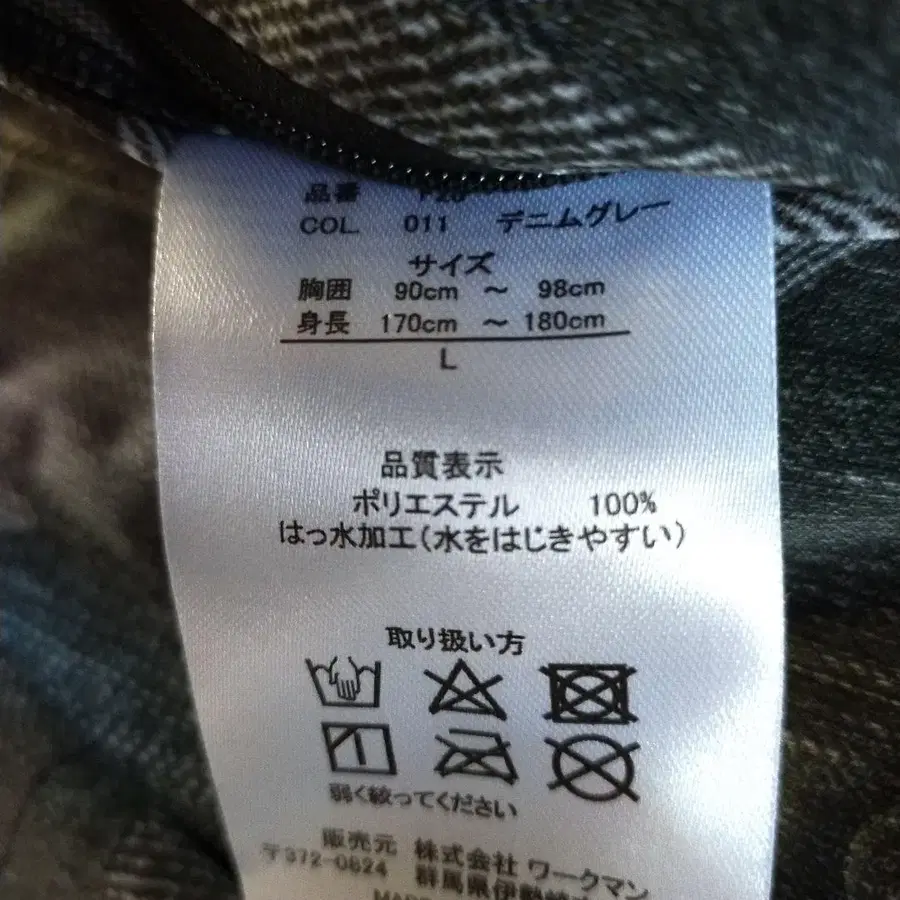 品番
COL. 011 デニムグレー
サイズ
胸囲 90cm ～ 98cm
身長 170cm ～ 180cm
L
品質表示
ポリエステル 100%
はっ水加工(水をはじきやすい)
取り扱い方
弱く絞ってください
販売元 株式会社 ワークマン
〒372-0824 群馬県伊勢崎